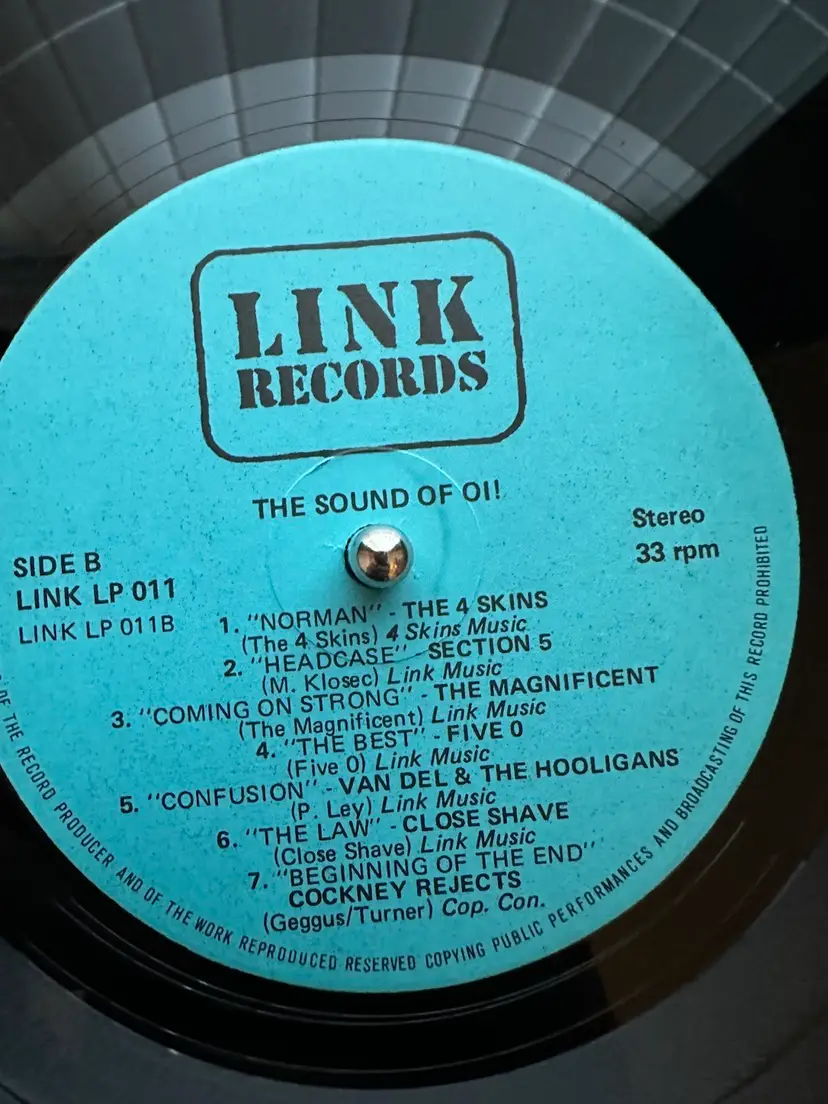 LINK
RECORDS
THE SOUND OF OI!
SIDE B
LINK LP 011
LINK LP 011B
Stereo
33 rpm
1. "NORMAN" - THE 4 SKINS
(The 4 Skins) 4 Skins Music
2. "HEADCASE" - SECTION 5
(M. Klosec) Link Music
3. "COMING ON STRONG" - THE MAGNIFICENT
(The Magnificent) Link Music
4. "THE BEST" - FIVE 0
(Five 0) Link Music
5. "CONFUSION" - VAN DEL & THE HOOLIGANS
(P. Ley) Link Music
6. "THE LAW" - CLOSE SHAVE
(Close Shave) Link Music
7. "BEGINNING OF THE END"
COCKNEY REJECTS
(Geggus/Turner) Cop. Con.
OF THE RECORD PRODUCER AND OF THE WORK REPRODUCED RESERVED COPYING PUBLIC PERFORMANCES AND BROADCASTING OF THIS RECORD PROHIBITED